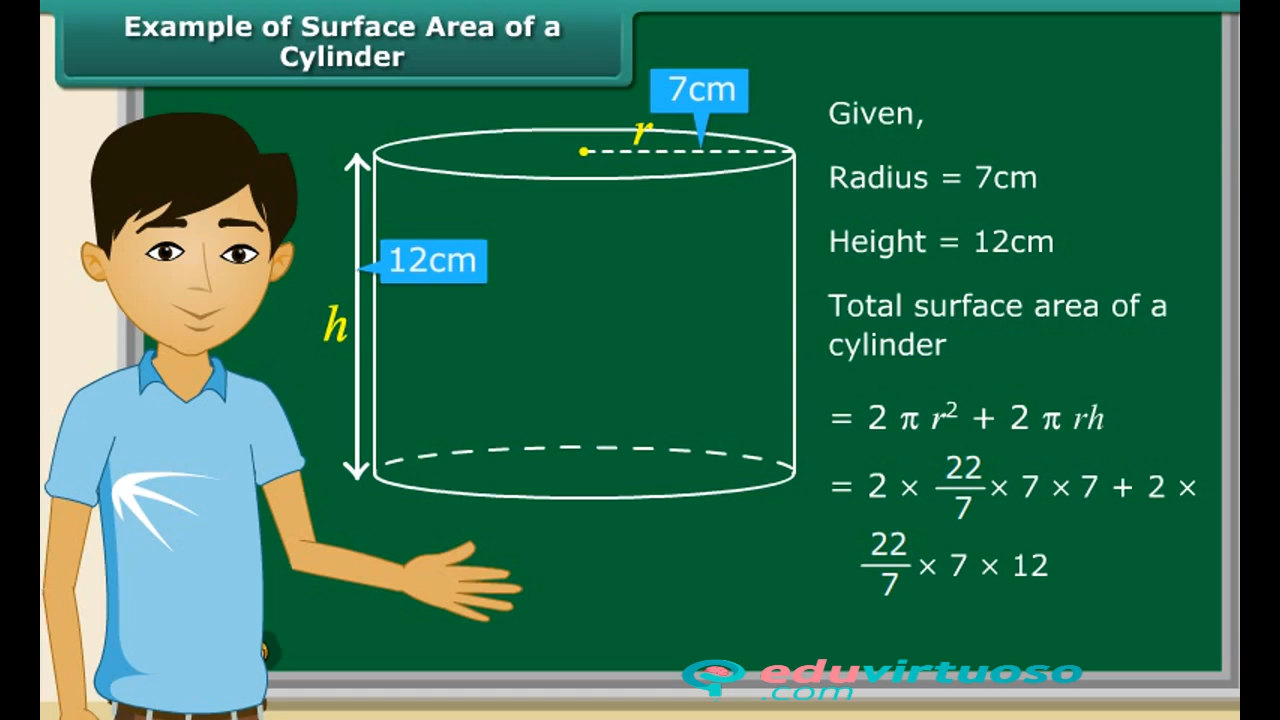 Example of Surface Area of a
Cylinder
7cm
r
12cm
h
Given,
Radius = 7cm
Height = 12cm
Total surface area of a
cylinder
= 2 π r² + 2 π rh
= 2 × 22/7 × 7 × 7 + 2 ×
22/7 × 7 × 12
eduvirtuoso
.com